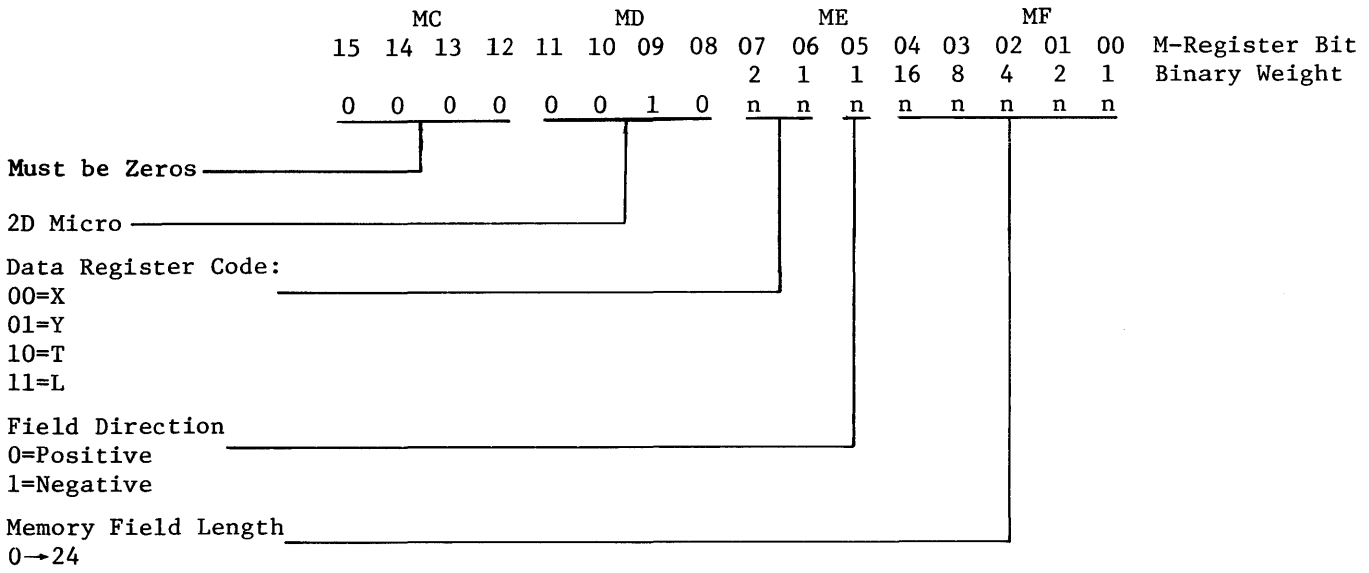 MC MD ME MF
15 14 13 12 11 10 09 08 07 06 05 04 03 02 01 00 M-Register Bit
2 1 1 16 8 4 2 1 Binary Weight
0 0 0 0 0 0 1 0 n n n n n n n n
Must be Zeros
2D Micro
Data Register Code:
00=X
01=Y
10=T
11=L
Field Direction
0=Positive
1=Negative
Memory Field Length
0→24